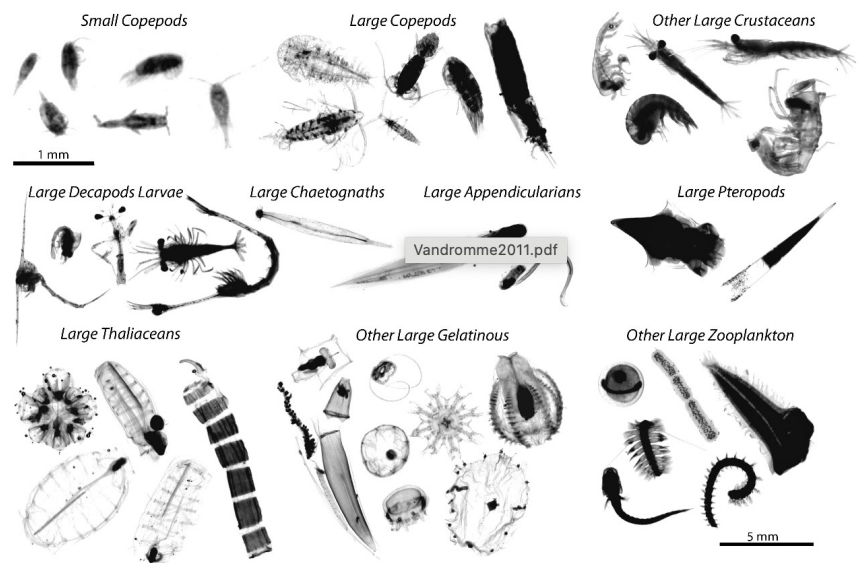 Small Copepods
Large Copepods
Other Large Crustaceans
1 mm
Large Decapods Larvae
Large Chaetognaths
Large Appendicularians
Large Pteropods
Vandromme2011.pdf
Large Thaliaceans
Other Large Gelatinous
Other Large Zooplankton
5 mm